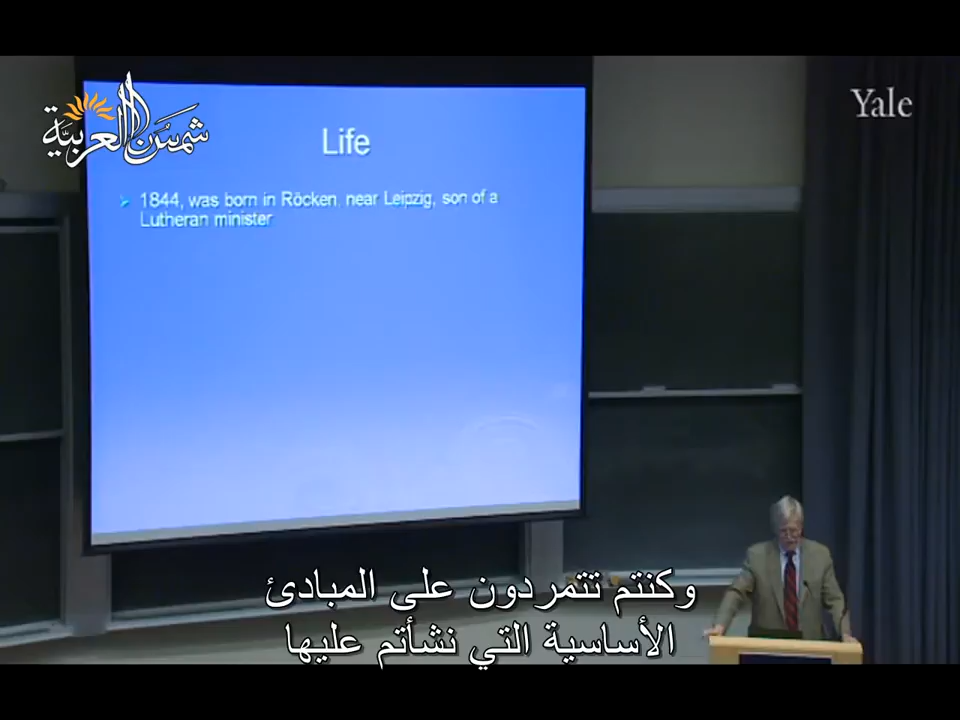 شمس العربية
Yale
Life
1844, was born in Röcken, near Leipzig, son of a
Lutheran minister
وكنتم تتمردون على المبادئ
الأساسية التي نشأتم عليها